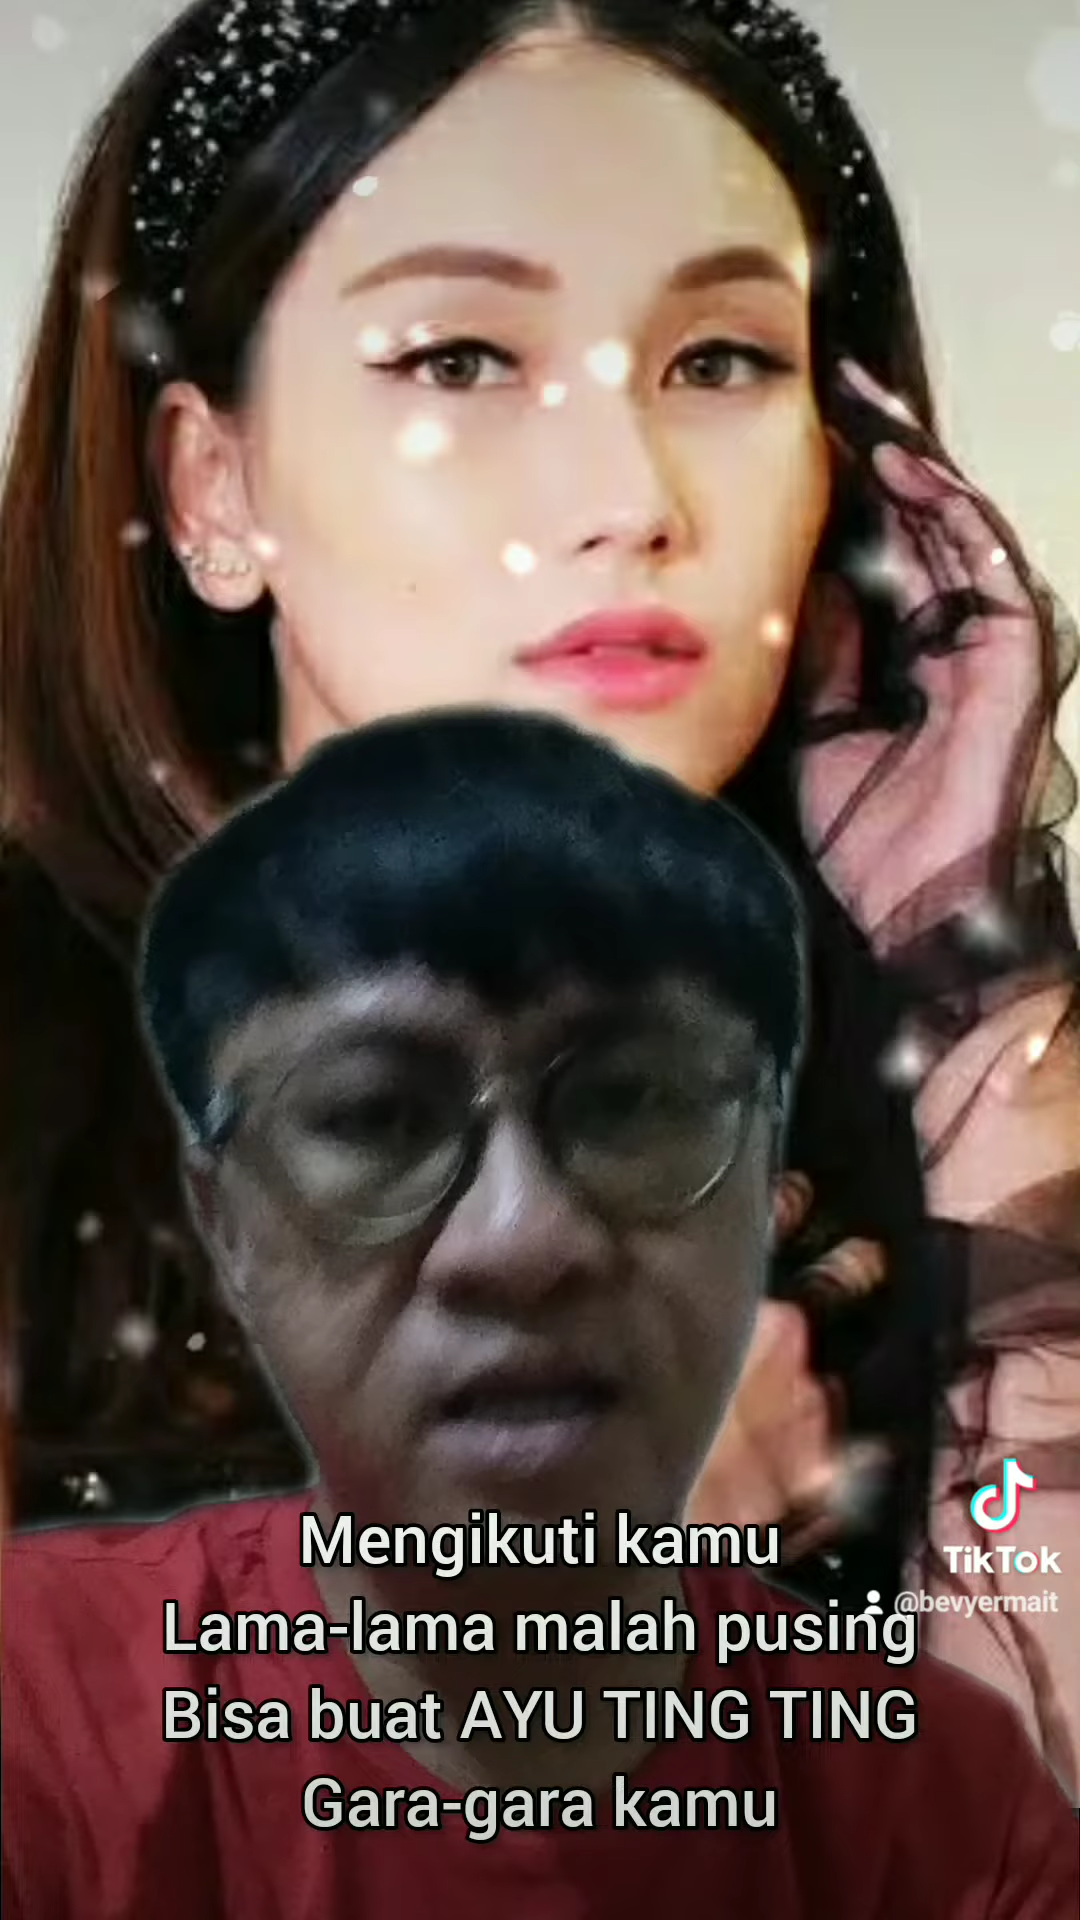 Mengikuti kamu
Lama-lama malah pusing
Bisa buat AYU TING TING
Gara-gara kamu
TikTok
@bevyermait